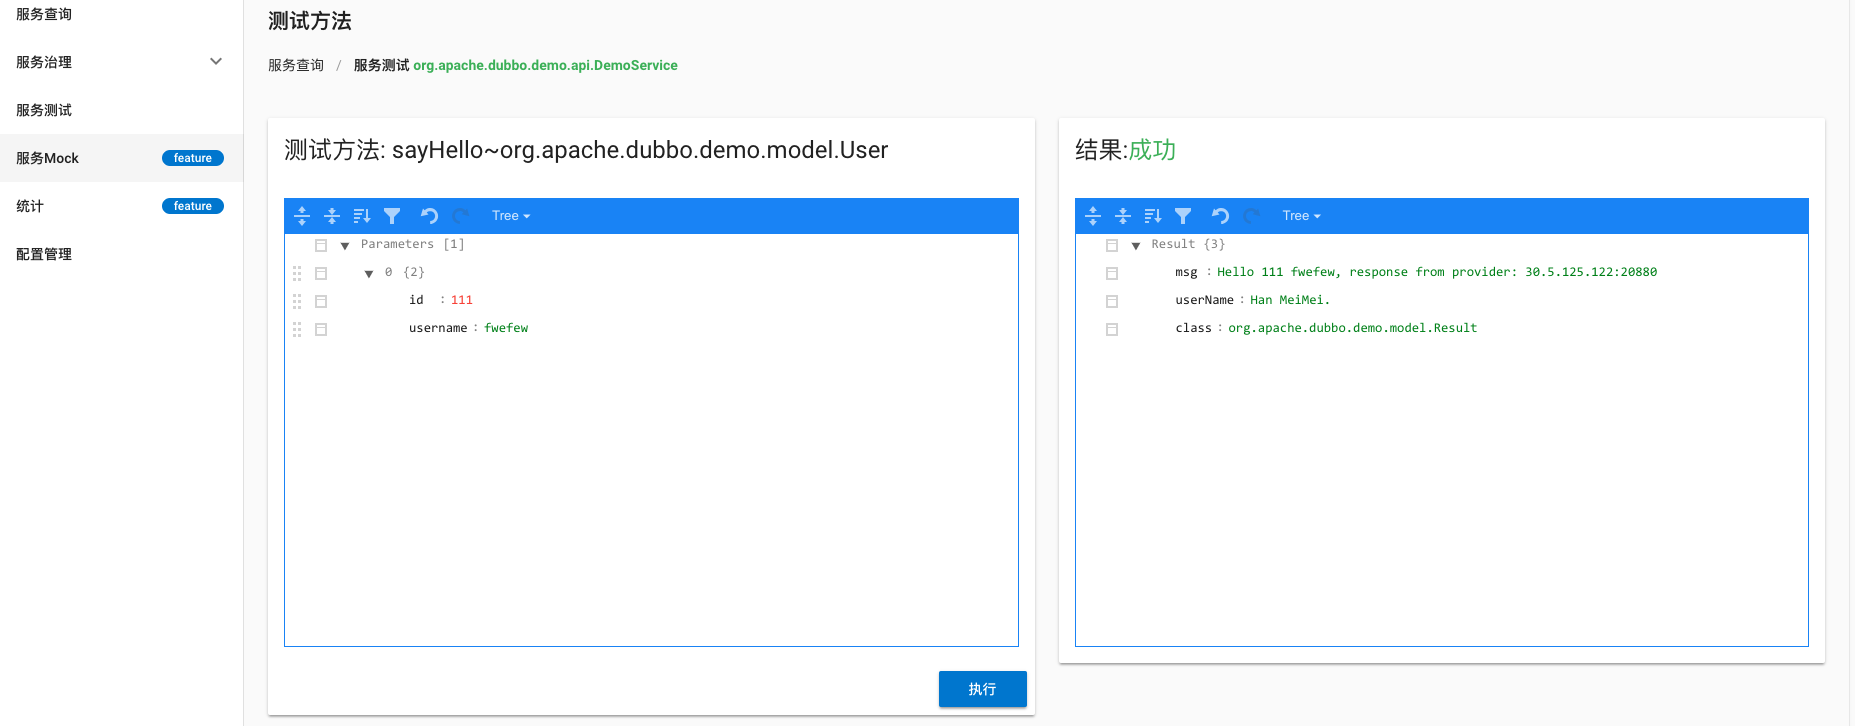 服务查询
服务治理
服务测试
服务Mock feature
统计 feature
配置管理
测试方法
服务查询 / 服务测试 org.apache.dubbo.demo.api.DemoService
测试方法: sayHello~org.apache.dubbo.demo.model.User
Tree
Parameters [1]
0 {2}
id : 111
username : fwefew
执行
结果:成功
Tree
Result {3}
msg : Hello 111 fwefew, response from provider: 30.5.125.122:20880
userName : Han MeiMei.
class : org.apache.dubbo.demo.model.Result